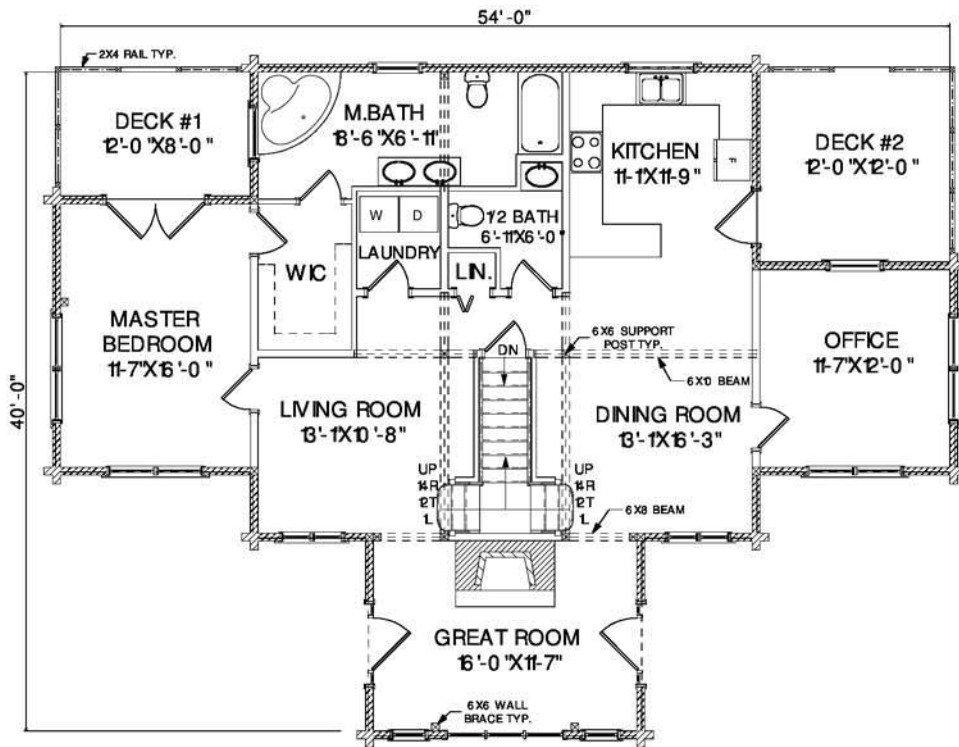 54'-0"
2X4 RAIL TYP.
DECK #1
12'-0"X8'-0"
M.BATH
13'-6"X6'-11"
KITCHEN
11'-1"X11'-9"
F
DECK #2
12'-0"X12'-0"
W D
LAUNDRY
1/2 BATH
6'-11"X6'-0"
LIN.
WIC
MASTER
BEDROOM
11'-7"X16'-0"
DN
6X6 SUPPORT
POST TYP.
6X10 BEAM
OFFICE
11'-7"X12'-0"
40'-0"
LIVING ROOM
13'-1"X10'-8"
DINING ROOM
13'-1"X16'-3"
UP
14R
12T
1L
UP
14R
12T
1L
6X8 BEAM
GREAT ROOM
16'-0"X11'-7"
6X6 WALL
BRACE TYP.